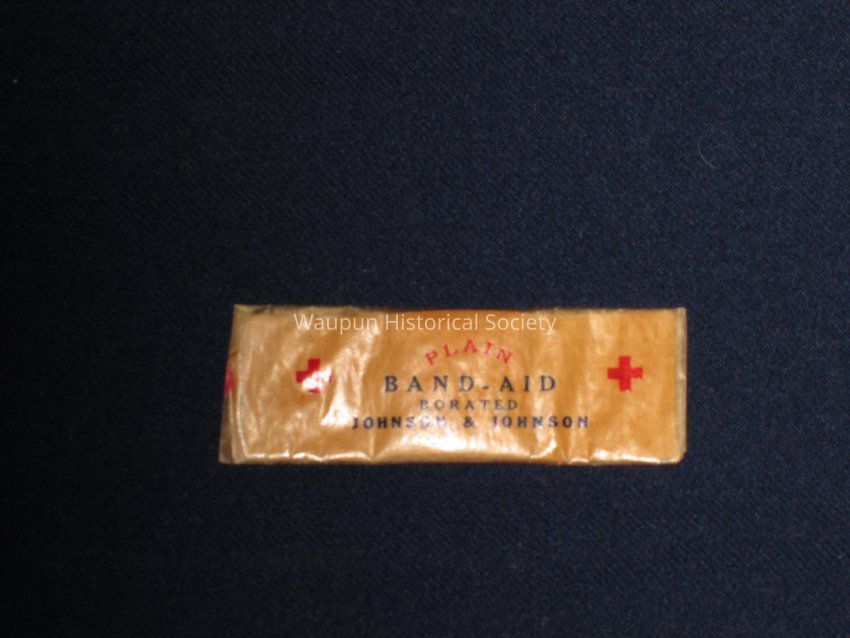 Waupun Historical Society
PLAIN
BAND-AID
BORATED
JOHNSON & JOHNSON